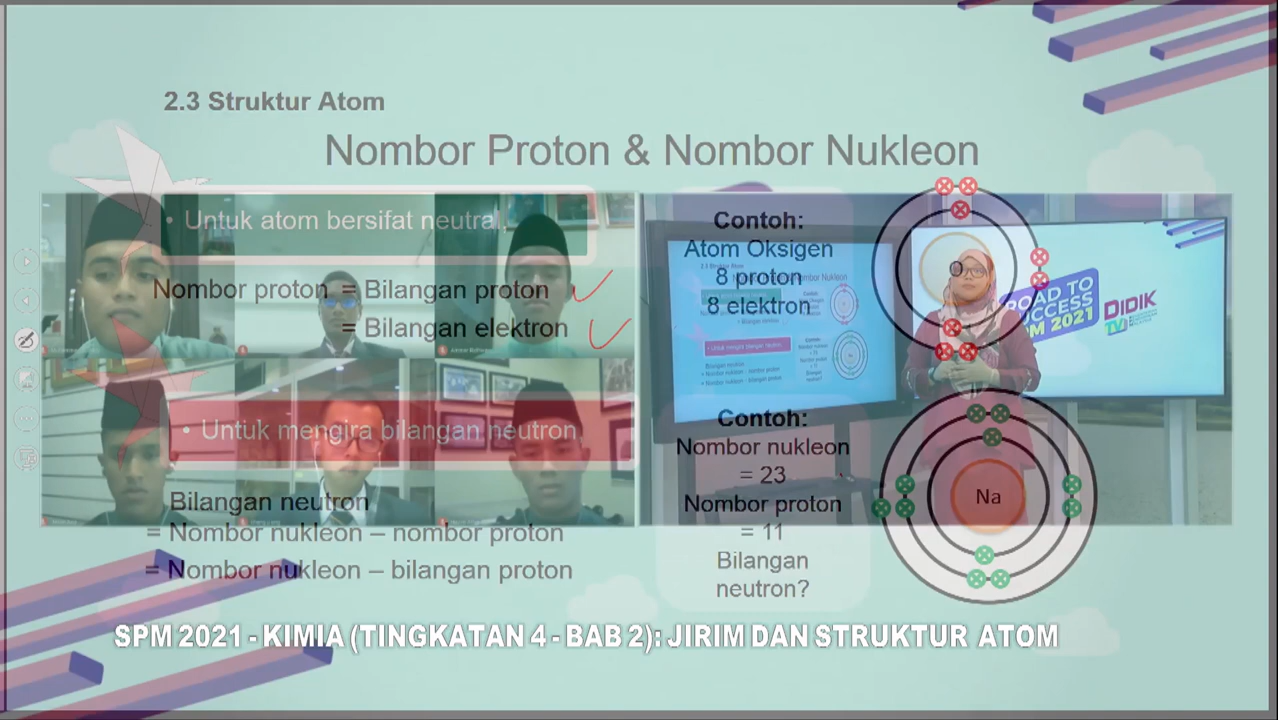 2.3 Struktur Atom
Nombor Proton & Nombor Nukleon
• Untuk atom bersifat neutral,
Nombor proton = Bilangan proton
= Bilangan elektron
• Untuk mengira bilangan neutron
Bilangan neutron
= Nombor nukleon – nombor proton
= Nombor nukleon – bilangan proton
Contoh:
Atom Oksigen
8 proton
8 elektron
O
Contoh:
Nombor nukleon
= 23
Nombor proton
= 11
Bilangan
neutron?
Na
ROAD TO
SUCCESS
SPM 2021
DIDIK
TV
SPM 2021 - KIMIA (TINGKATAN 4 - BAB 2): JIRIM DAN STRUKTUR ATOM